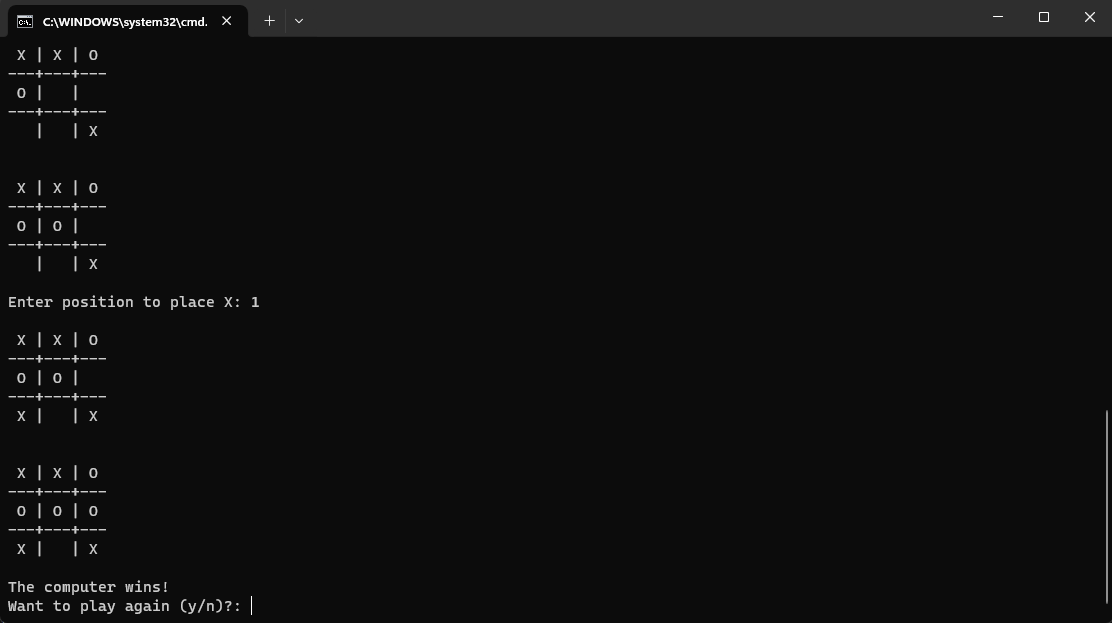 C:\WINDOWS\system32\cmd.
 X | X | O
---+---+---
 O |   |
---+---+---
   |   | X
 X | X | O
---+---+---
 O | O |
---+---+---
   |   | X
Enter position to place X: 1
 X | X | O
---+---+---
 O | O |
---+---+---
 X |   | X
 X | X | O
---+---+---
 O | O | O
---+---+---
 X |   | X
The computer wins!
Want to play again (y/n)?: